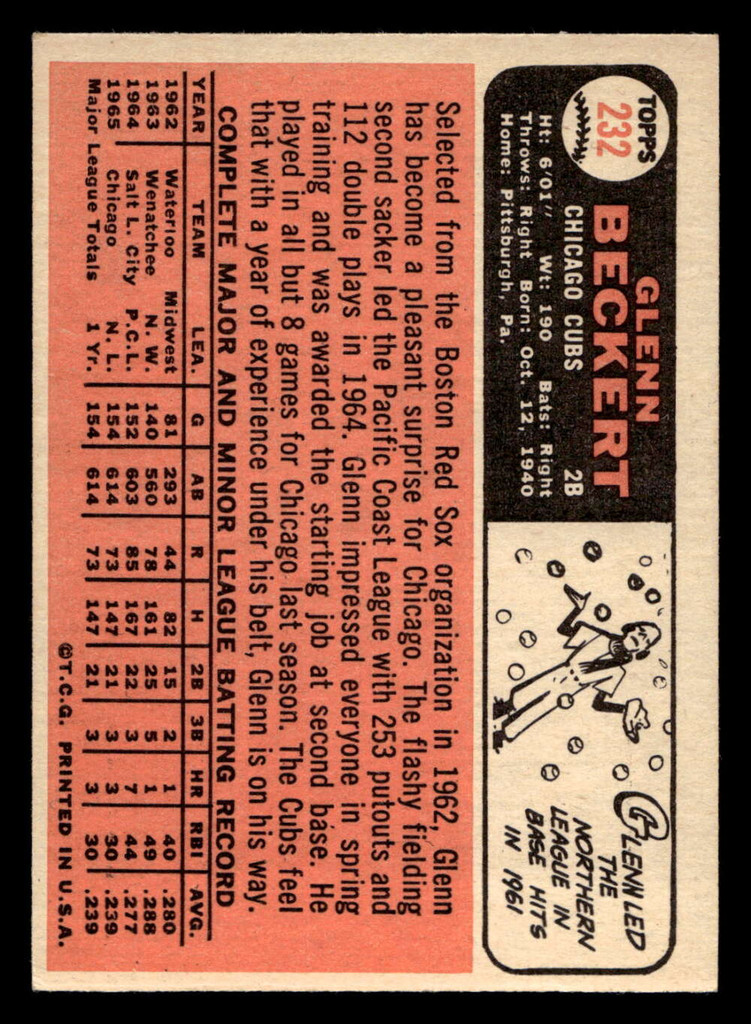 TOPPS
232
GLENN
BECKERT
CHICAGO CUBS 2B
Ht: 6'01" Wt: 190 Bats: Right
Throws: Right Born: Oct. 12, 1940
Home: Pittsburgh, Pa.
GLENN LED
THE
NORTHERN
LEAGUE IN
BASE HITS
IN 1961
Selected from the Boston Red Sox organization in 1962, Glenn
has become a pleasant surprise for Chicago. The flashy fielding
second sacker led the Pacific Coast League with 253 putouts and
112 double plays in 1964. Glenn impressed everyone in spring
training and was awarded the starting job at second base. He
played in all but 8 games for Chicago last season. The Cubs feel
that with a year of experience under his belt, Glenn is on his way.
COMPLETE MAJOR AND MINOR LEAGUE BATTING RECORD
YEAR TEAM LEA. G AB R H 2B 3B HR RBI AVG.
1962 Waterloo Midwest 81 293 44 82 15 2 1 40 .280
1963 Wenatchee N. W. 140 560 78 161 25 5 1 49 .288
1964 Salt L. City P.C.L. 152 603 85 167 22 3 7 44 .277
1965 Chicago N. L. 154 614 73 147 21 3 3 30 .239
Major League Totals 1 Yr. 154 614 73 147 21 3 3 30 .239
©T.C.G. PRINTED IN U.S.A.